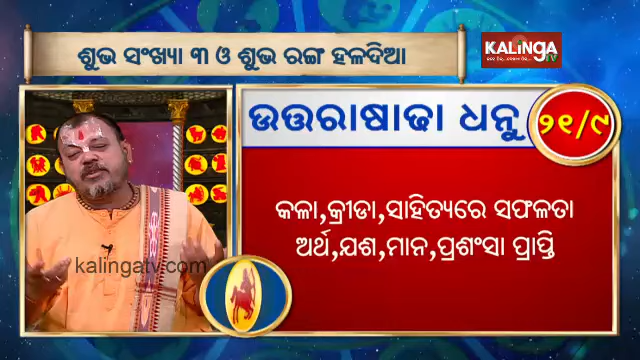 ଶୁଭ ସଂଖ୍ୟା ୩ ଓ ଶୁଭ ରଙ୍ଗ ହଳଦିଆ
KALINGA TV
ଉତ୍ତରାଷାଢା ଧନୁ
୨୧/୯
କଳା,କ୍ରୀଡା,ସାହିତ୍ୟରେ ସଫଳତା
ଅର୍ଥ,ଯଶ,ମାନ,ପ୍ରଶଂସା ପ୍ରାପ୍ତି
kalingatv.com